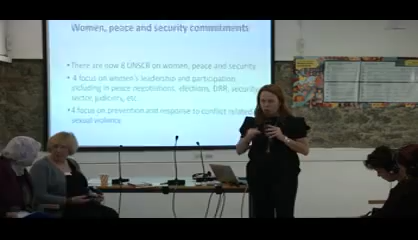 Women, peace and security commitments
• There are now 8 UNSCR on women, peace and security
• 4 focus on women's leadership and participation
including in peace negotiations, elections, DRR, security
sector, judiciary, etc
• 4 focus on prevention and response to conflict related
sexual violence